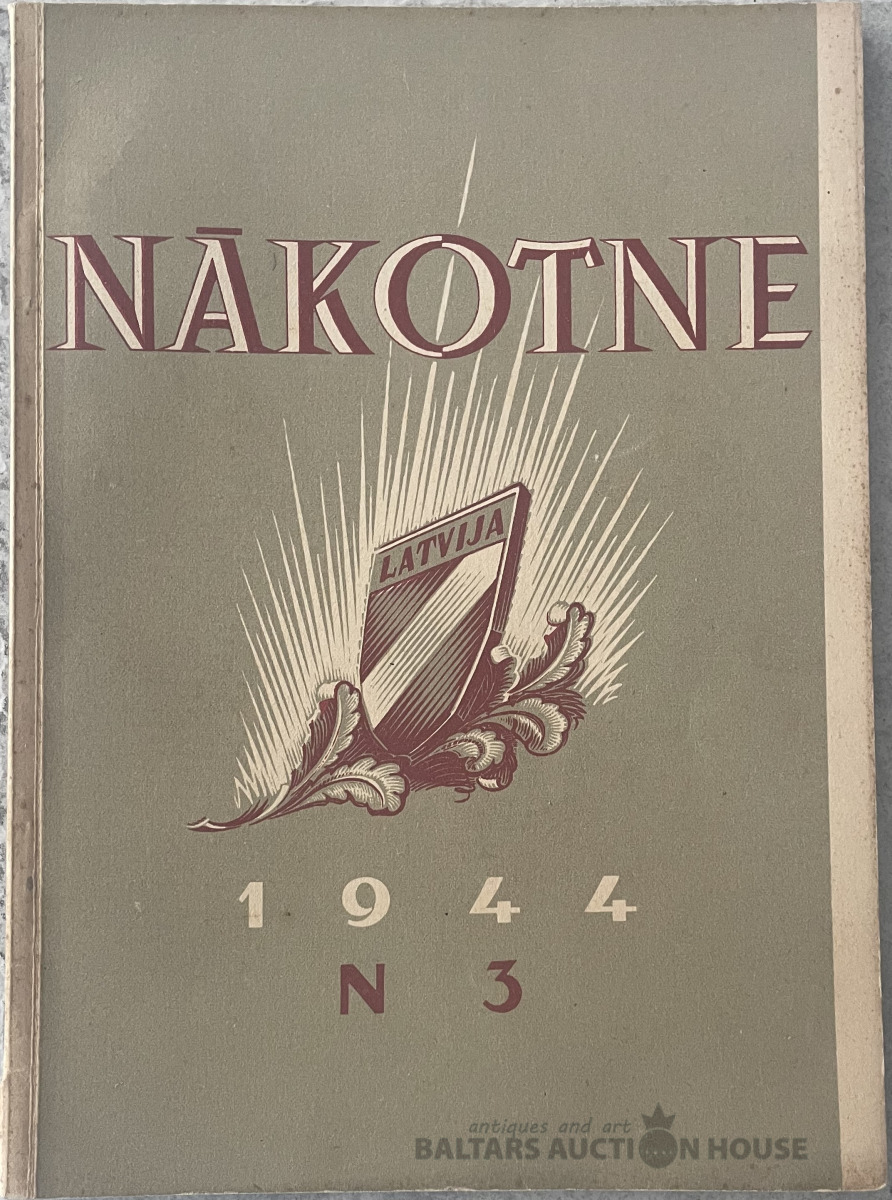 NĀKOTNE
LATVIJA
1944
N 3
antiques and art
BALTARS AUCTION HOUSE